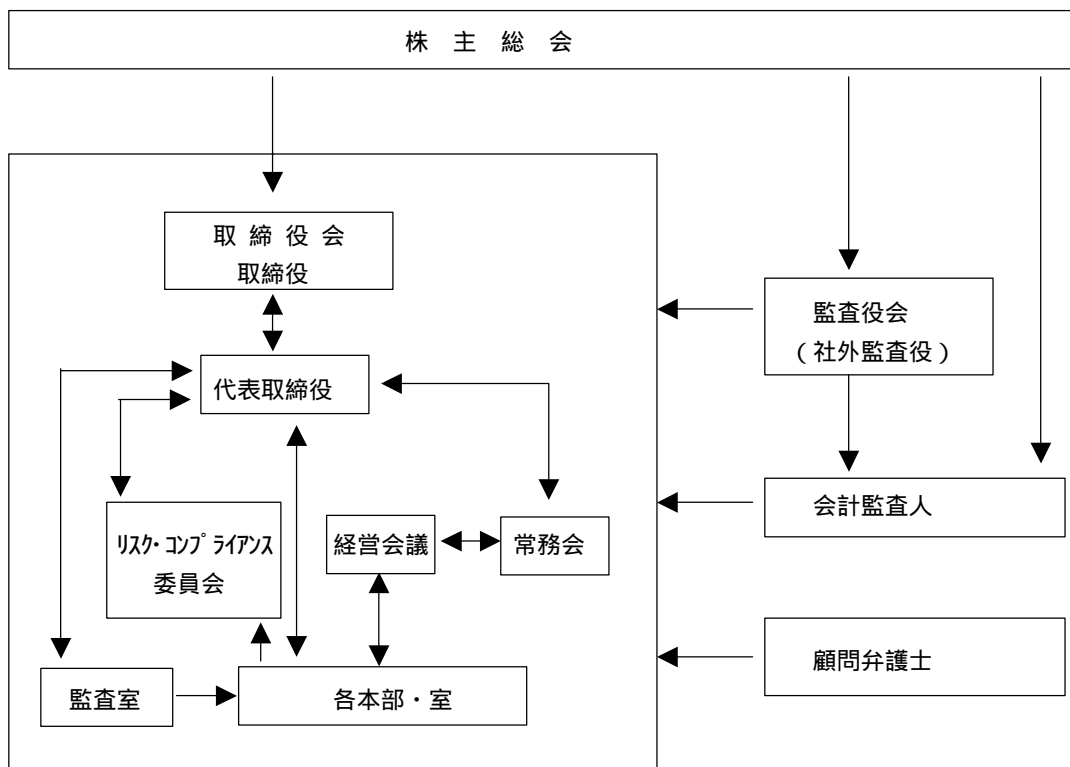 株 主 総 会
取 締 役 会
取締役
監査役会
（社外監査役）
代表取締役
会計監査人
リスク・コンプライアンス
委員会
経営会議
常務会
顧問弁護士
監査室
各本部・室